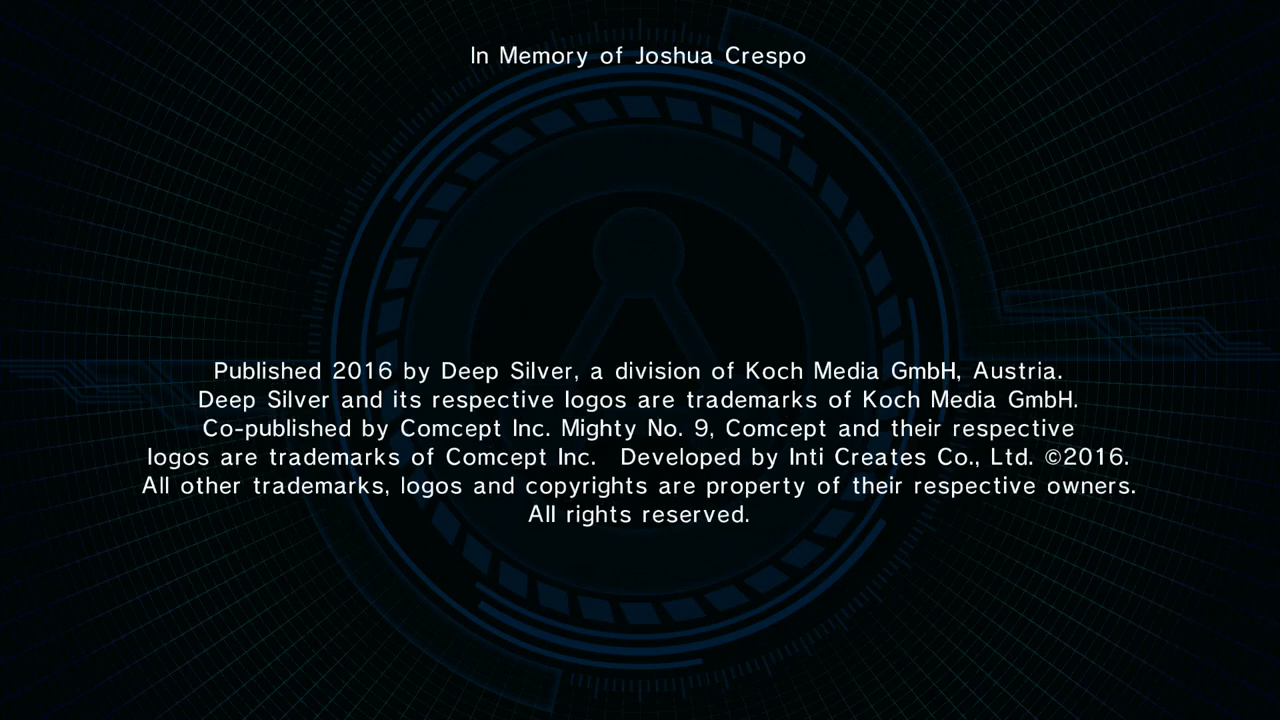 In Memory of Joshua Crespo
Published 2016 by Deep Silver, a division of Koch Media GmbH, Austria.
Deep Silver and its respective logos are trademarks of Koch Media GmbH.
Co-published by Comcept Inc. Mighty No. 9, Comcept and their respective
logos are trademarks of Comcept Inc.  Developed by Inti Creates Co., Ltd. ©2016.
All other trademarks, logos and copyrights are property of their respective owners.
All rights reserved.